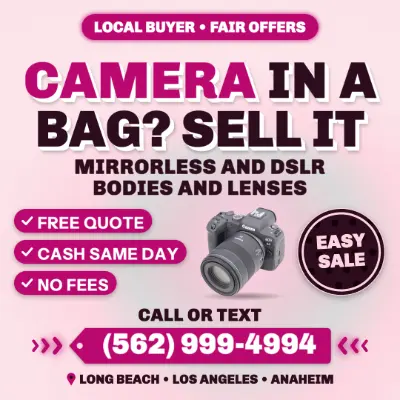 LOCAL BUYER • FAIR OFFERS
CAMERA IN A
BAG? SELL IT
MIRRORLESS AND DSLR
BODIES AND LENSES
FREE QUOTE
CASH SAME DAY
NO FEES
Canon
EASY
SALE
CALL OR TEXT
(562) 999-4994
LONG BEACH • LOS ANGELES • ANAHEIM